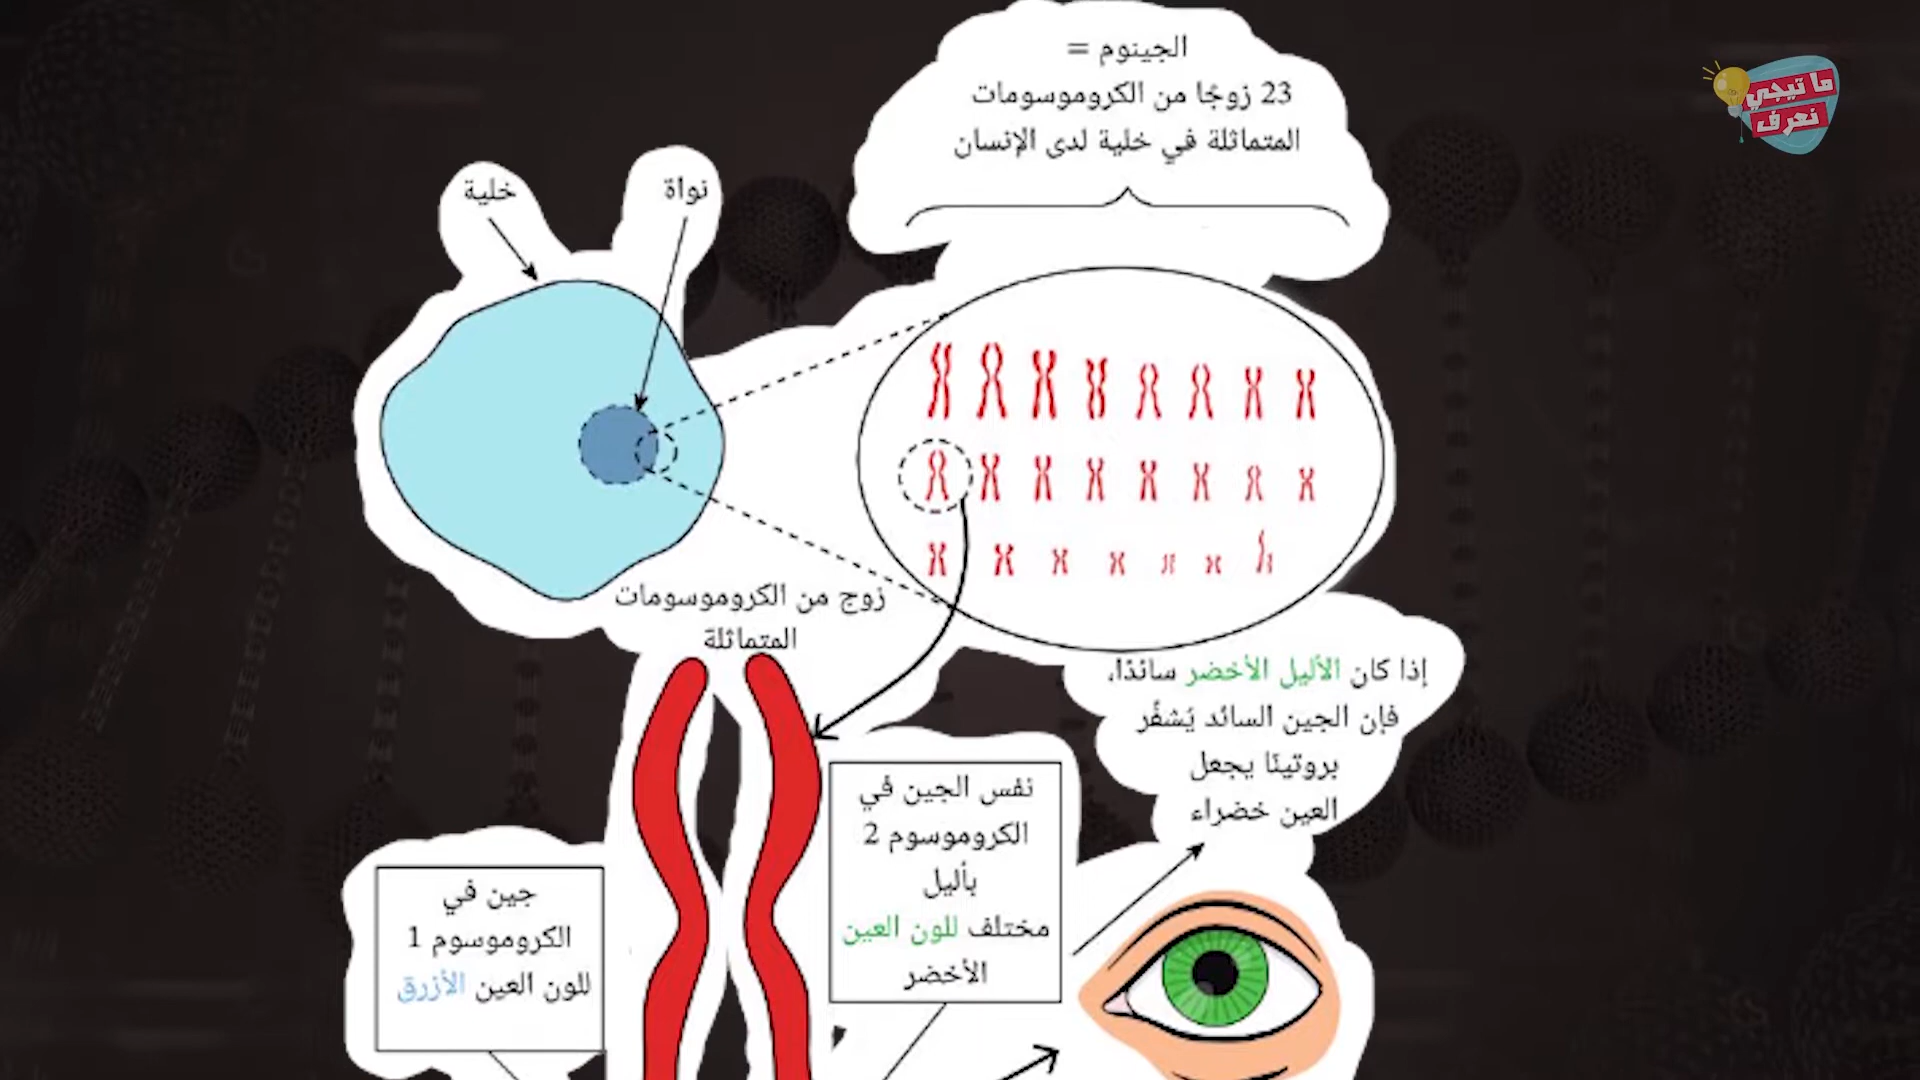 الجينوم =
23 زوجًا من الكروموسومات
المتماثلة في خلية لدى الإنسان
ما تيجي
نعرف
خلية
نواة
زوج من الكروموسومات
المتماثلة
إذا كان الأليل الأخضر سائدًا،
فإن الجين السائد يُشفَّر
بروتينًا يجعل
العين خضراء
نفس الجين في
الكروموسوم 2
بأليل
مختلف للون العين
الأخضر
جين في
الكروموسوم 1
للون العين الأزرق